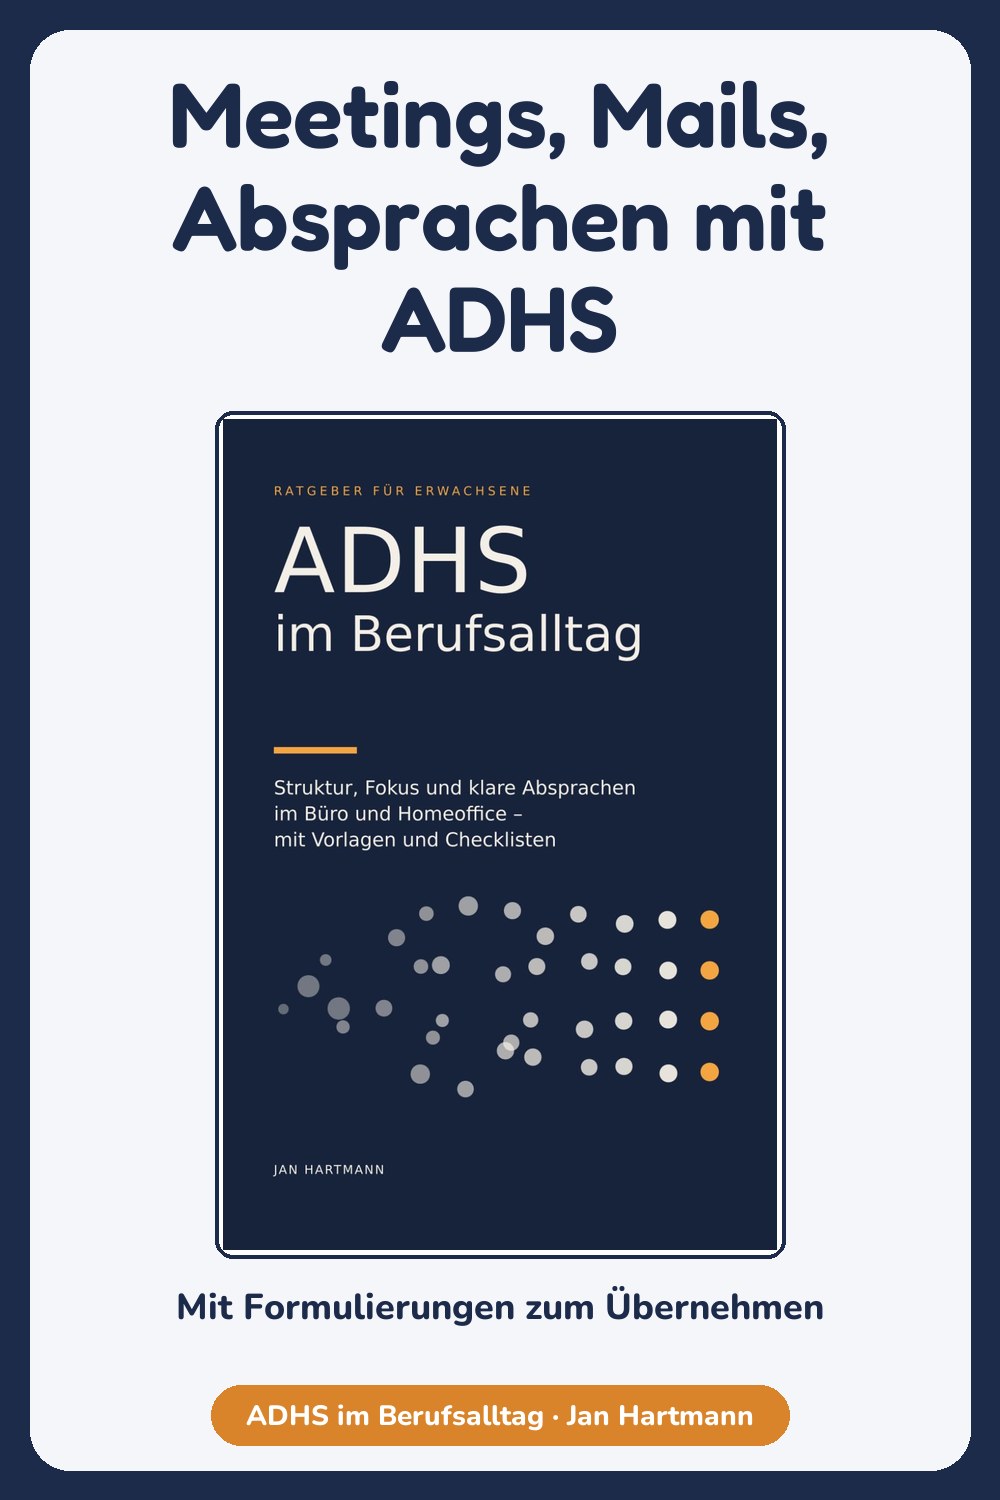 Meetings, Mails,
Absprachen mit
ADHS
RATGEBER FÜR ERWACHSENE
ADHS
im Berufsalltag
Struktur, Fokus und klare Absprachen
im Büro und Homeoffice –
mit Vorlagen und Checklisten
JAN HARTMANN
Mit Formulierungen zum Übernehmen
ADHS im Berufsalltag · Jan Hartmann